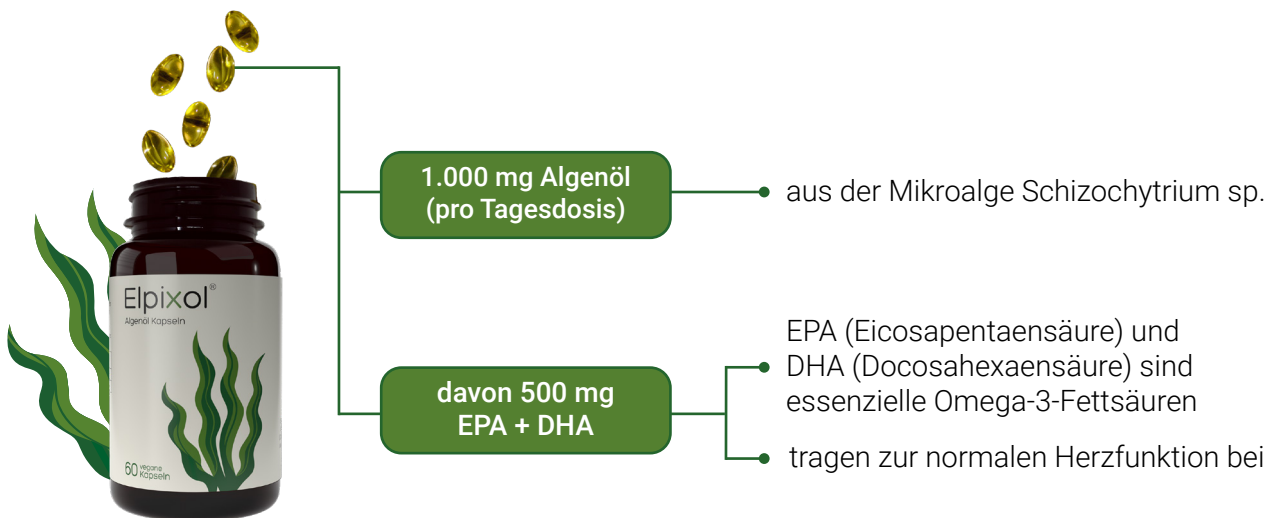 1.000 mg Algenöl
(pro Tagesdosis)
aus der Mikroalge Schizochytrium sp.
Elpixol®
Algenöl Kapseln
60 vegane
Kapseln
davon 500 mg
EPA + DHA
EPA (Eicosapentaensäure) und
DHA (Docosahexaensäure) sind
essenzielle Omega-3-Fettsäuren
tragen zur normalen Herzfunktion bei